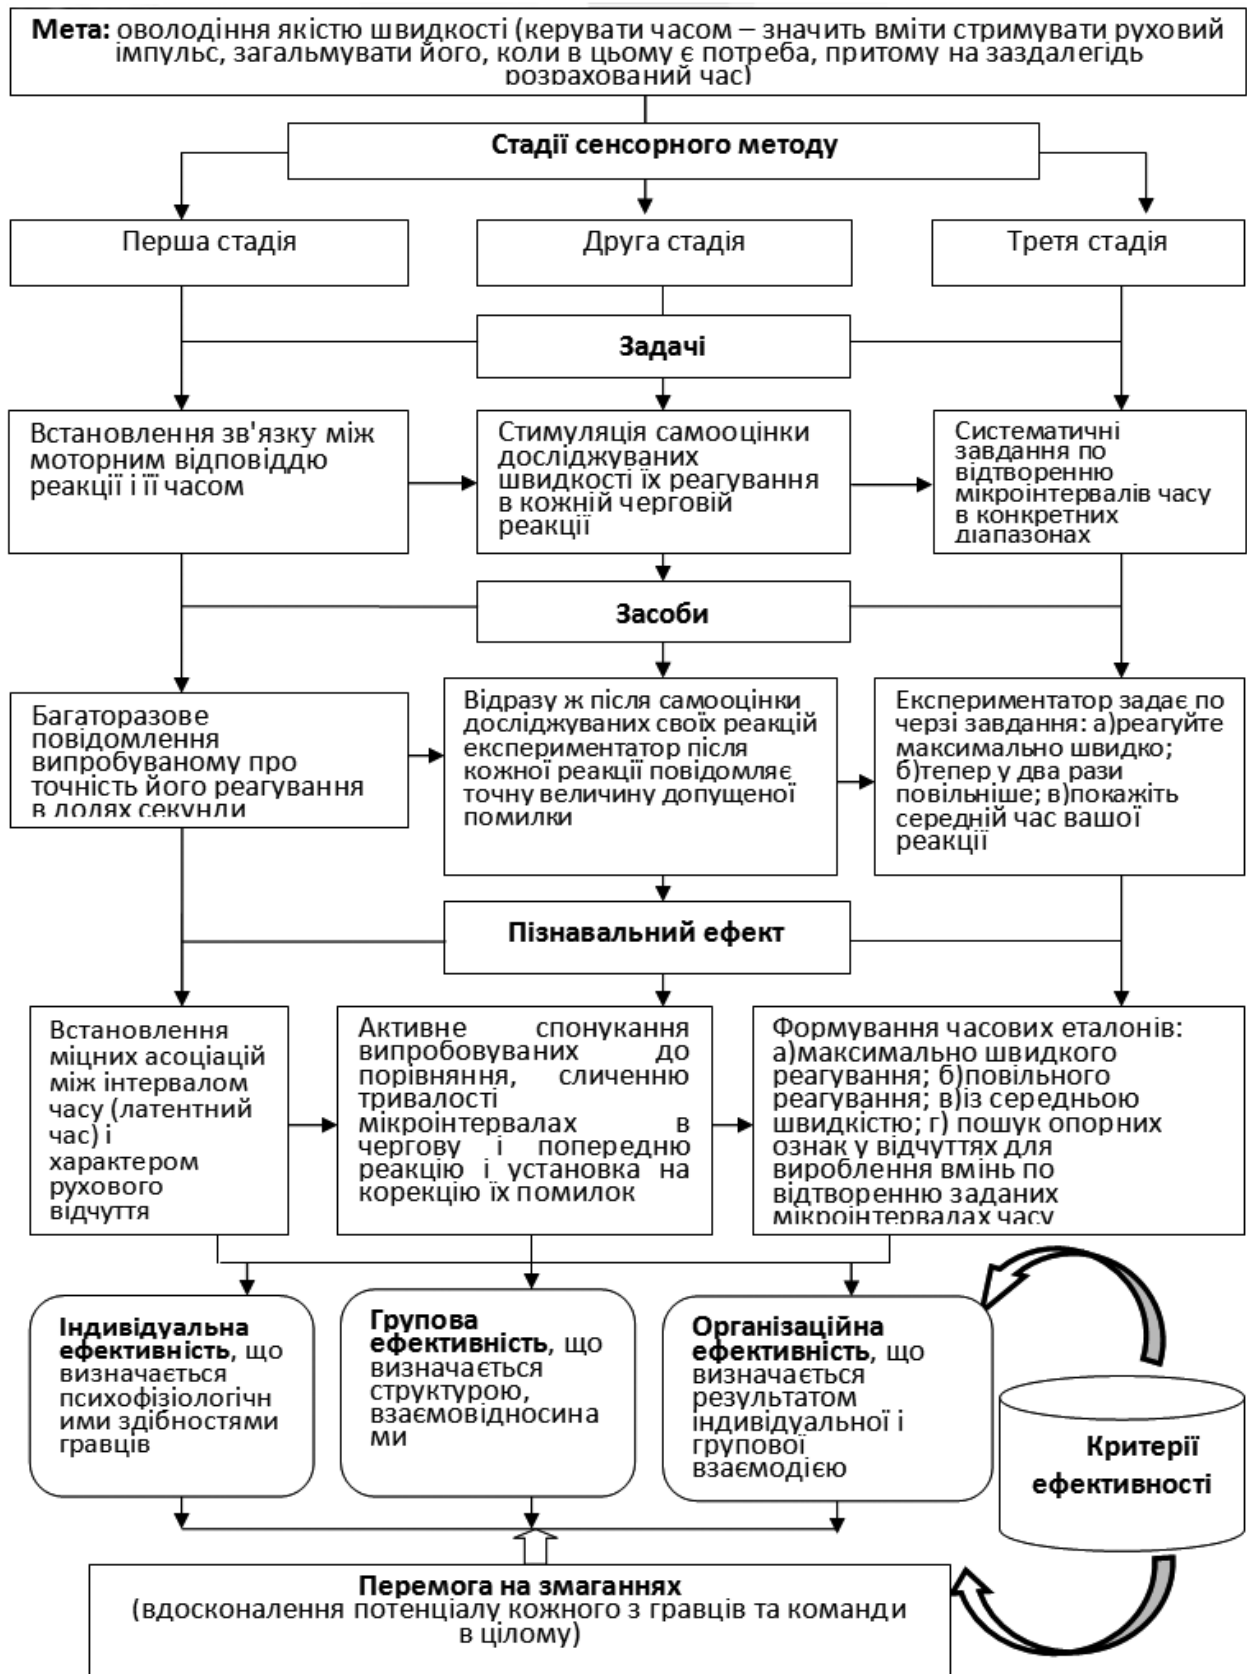 Мета: оволодіння якістю швидкості (керувати часом – значить вміти стримувати руховий
імпульс, загальмувати його, коли в цьому є потреба, притому на заздалегідь
розрахований час)
Стадії сенсорного методу
Перша стадія
Друга стадія
Третя стадія
Задачі
Встановлення зв'язку між
моторним відповіддю
реакції і її часом
Стимуляція самооцінки
досліджуваних
швидкості їх реагування
в кожній черговій
реакції
Систематичні
завдання по
відтворенню
мікроінтервалів часу
в конкретних
діапазонах
Засоби
Багаторазове
повідомлення
випробуваному про
точність його реагування
в долях секунди
Відразу ж після самооцінки
досліджуваних своїх реакцій
експериментатор після
кожної реакції повідомляє
точну величину допущеної
помилки
Експериментатор задає по
черзі завдання: а)реагуйте
максимально швидко;
б)тепер у два рази
повільніше; в)покажіть
середній час вашої
реакції
Пізнавальний ефект
Встановлення
міцних асоціацій
між інтервалом
часу (латентний
час) і
характером
рухового
відчуття
Активне спонукання
випробовуваних до
порівняння, сличенню
тривалості
мікроінтервалах в
чергову і попередню
реакцію і установка на
корекцію їх помилок
Формування часових еталонів:
а)максимально швидкого
реагування; б)повільного
реагування; в)із середньою
швидкістю; г) пошук опорних
ознак у відчуттях для
вироблення вмінь по
відтворенню заданих
мікроінтервалах часу
Індивідуальна
ефективність, що
визначається
психофізіологічн
ими здібностями
гравців
Групова
ефективність, що
визначається
структурою,
взаємовідносина
ми
Організаційна
ефективність, що
визначається
результатом
індивідуальної і
групової
взаємодією
Критерії
ефективності
Перемога на змаганнях
(вдосконалення потенціалу кожного з гравців та команди
в цілому)